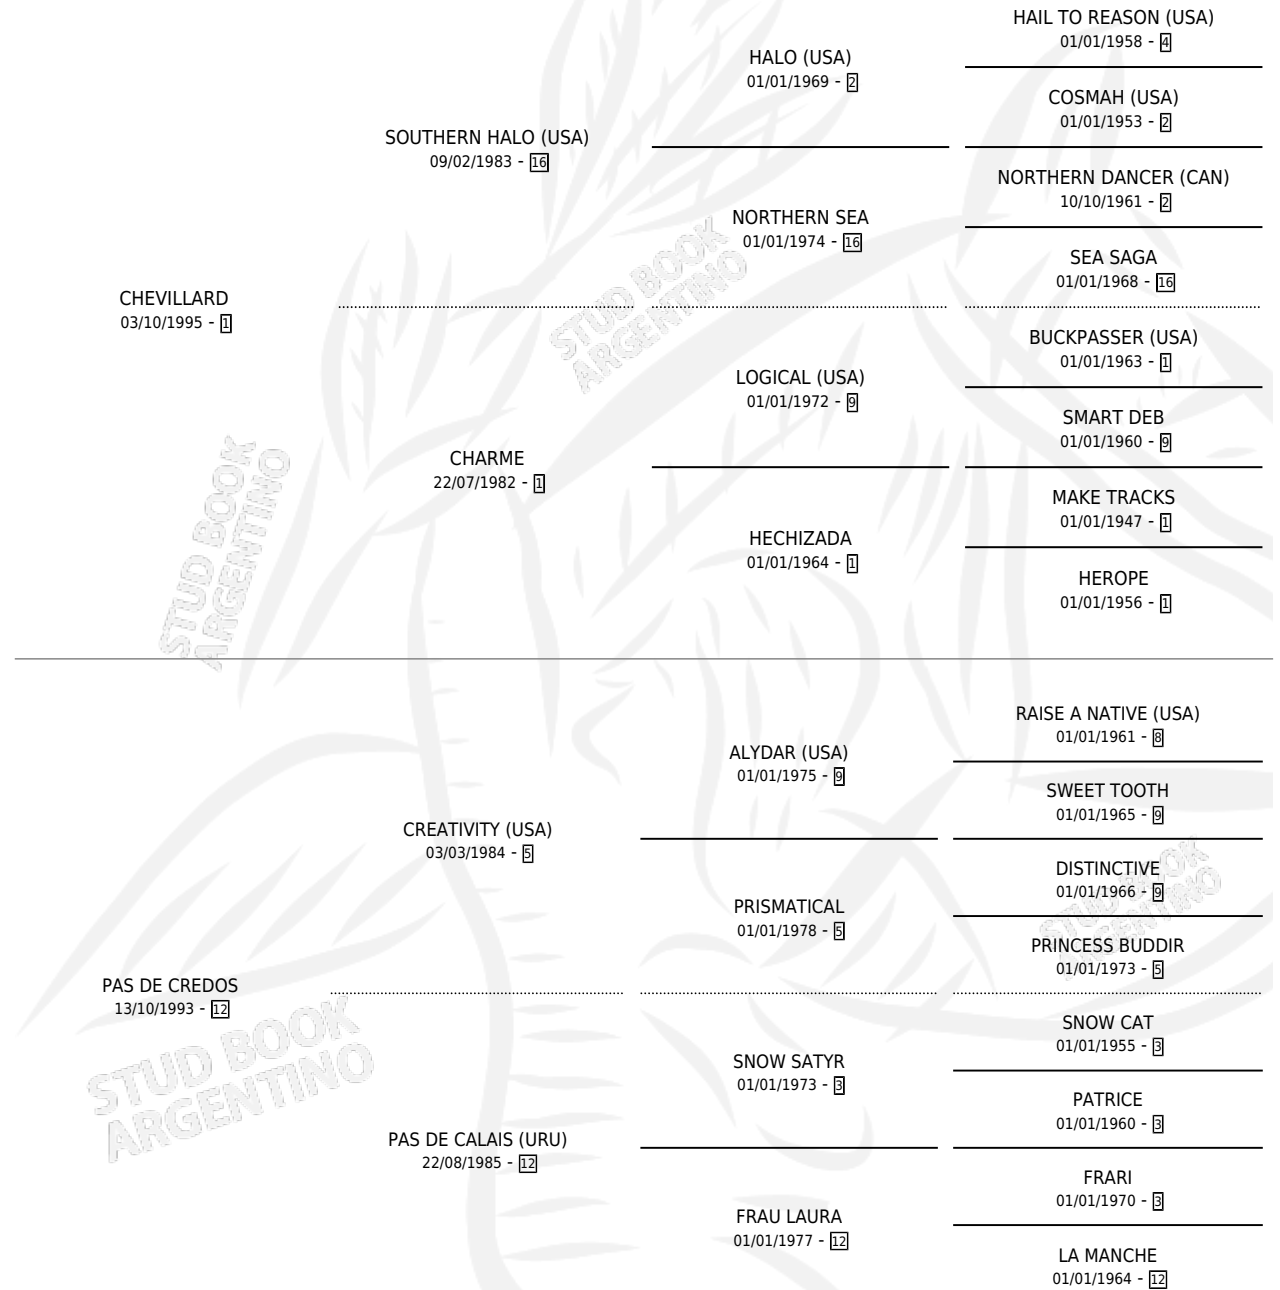 HAIL TO REASON (USA)
01/01/1958 - 4
HALO (USA)
01/01/1969 - 2
COSMAH (USA)
01/01/1953 - 2
SOUTHERN HALO (USA)
09/02/1983 - 16
NORTHERN DANCER (CAN)
10/10/1961 - 2
NORTHERN SEA
01/01/1974 - 16
SEA SAGA
01/01/1968 - 16
CHEVILLARD
03/10/1995 - 1
STUD BOOK
ARGENTINO
BUCKPASSER (USA)
01/01/1963 - 1
LOGICAL (USA)
01/01/1972 - 9
SMART DEB
01/01/1960 - 9
CHARME
22/07/1982 - 1
MAKE TRACKS
01/01/1947 - 1
HECHIZADA
01/01/1964 - 1
HEROPE
01/01/1956 - 1
STUD BOOK
ARGENTINO
RAISE A NATIVE (USA)
01/01/1961 - 8
ALYDAR (USA)
01/01/1975 - 9
SWEET TOOTH
01/01/1965 - 9
CREATIVITY (USA)
03/03/1984 - 5
DISTINCTIVE
01/01/1966 - 9
PRISMATICAL
01/01/1978 - 5
PRINCESS BUDDIR
01/01/1973 - 5
STUD BOOK
ARGENTINO
PAS DE CREDOS
13/10/1993 - 12
SNOW CAT
01/01/1955 - 3
SNOW SATYR
01/01/1973 - 3
PATRICE
01/01/1960 - 3
STUD BOOK
ARGENTINO
PAS DE CALAIS (URU)
22/08/1985 - 12
FRARI
01/01/1970 - 3
FRAU LAURA
01/01/1977 - 12
LA MANCHE
01/01/1964 - 12